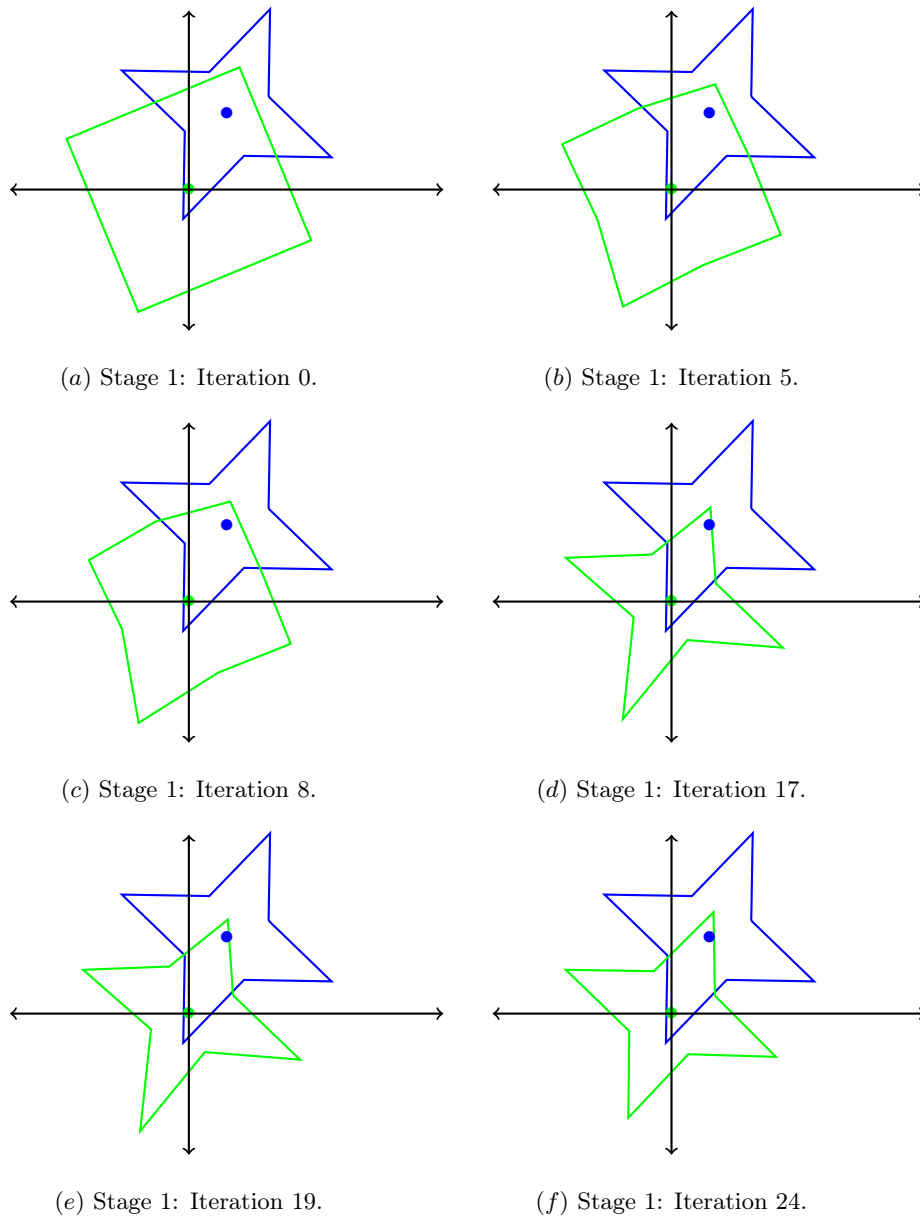 (a) Stage 1: Iteration 0.
(b) Stage 1: Iteration 5.
(c) Stage 1: Iteration 8.
(d) Stage 1: Iteration 17.
(e) Stage 1: Iteration 19.
(f) Stage 1: Iteration 24.